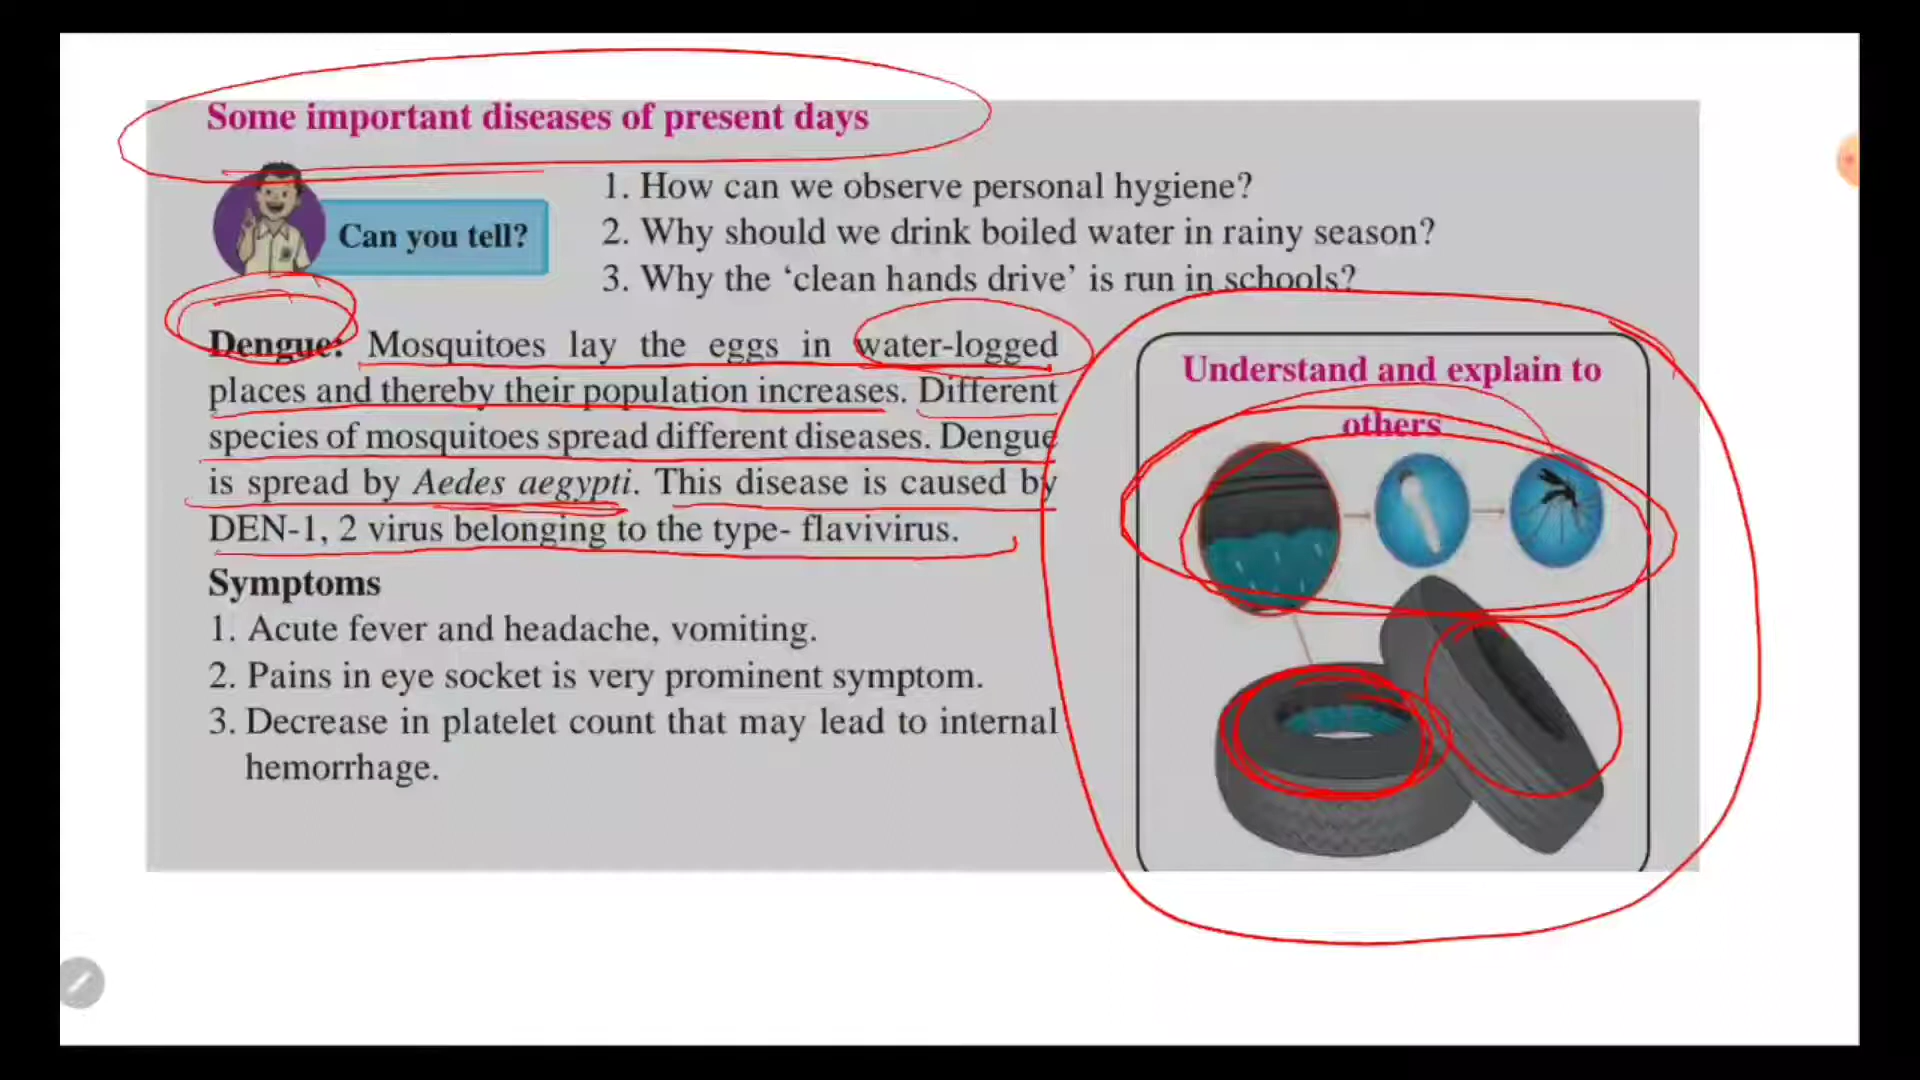 Some important diseases of present days
Can you tell?
1. How can we observe personal hygiene?
2. Why should we drink boiled water in rainy season?
3. Why the ‘clean hands drive’ is run in schools?
Dengue: Mosquitoes lay the eggs in water-logged
places and thereby their population increases. Different
species of mosquitoes spread different diseases. Dengue
is spread by Aedes aegypti. This disease is caused by
DEN-1, 2 virus belonging to the type- flavivirus.
Symptoms
1. Acute fever and headache, vomiting.
2. Pains in eye socket is very prominent symptom.
3. Decrease in platelet count that may lead to internal
hemorrhage.
Understand and explain to
others